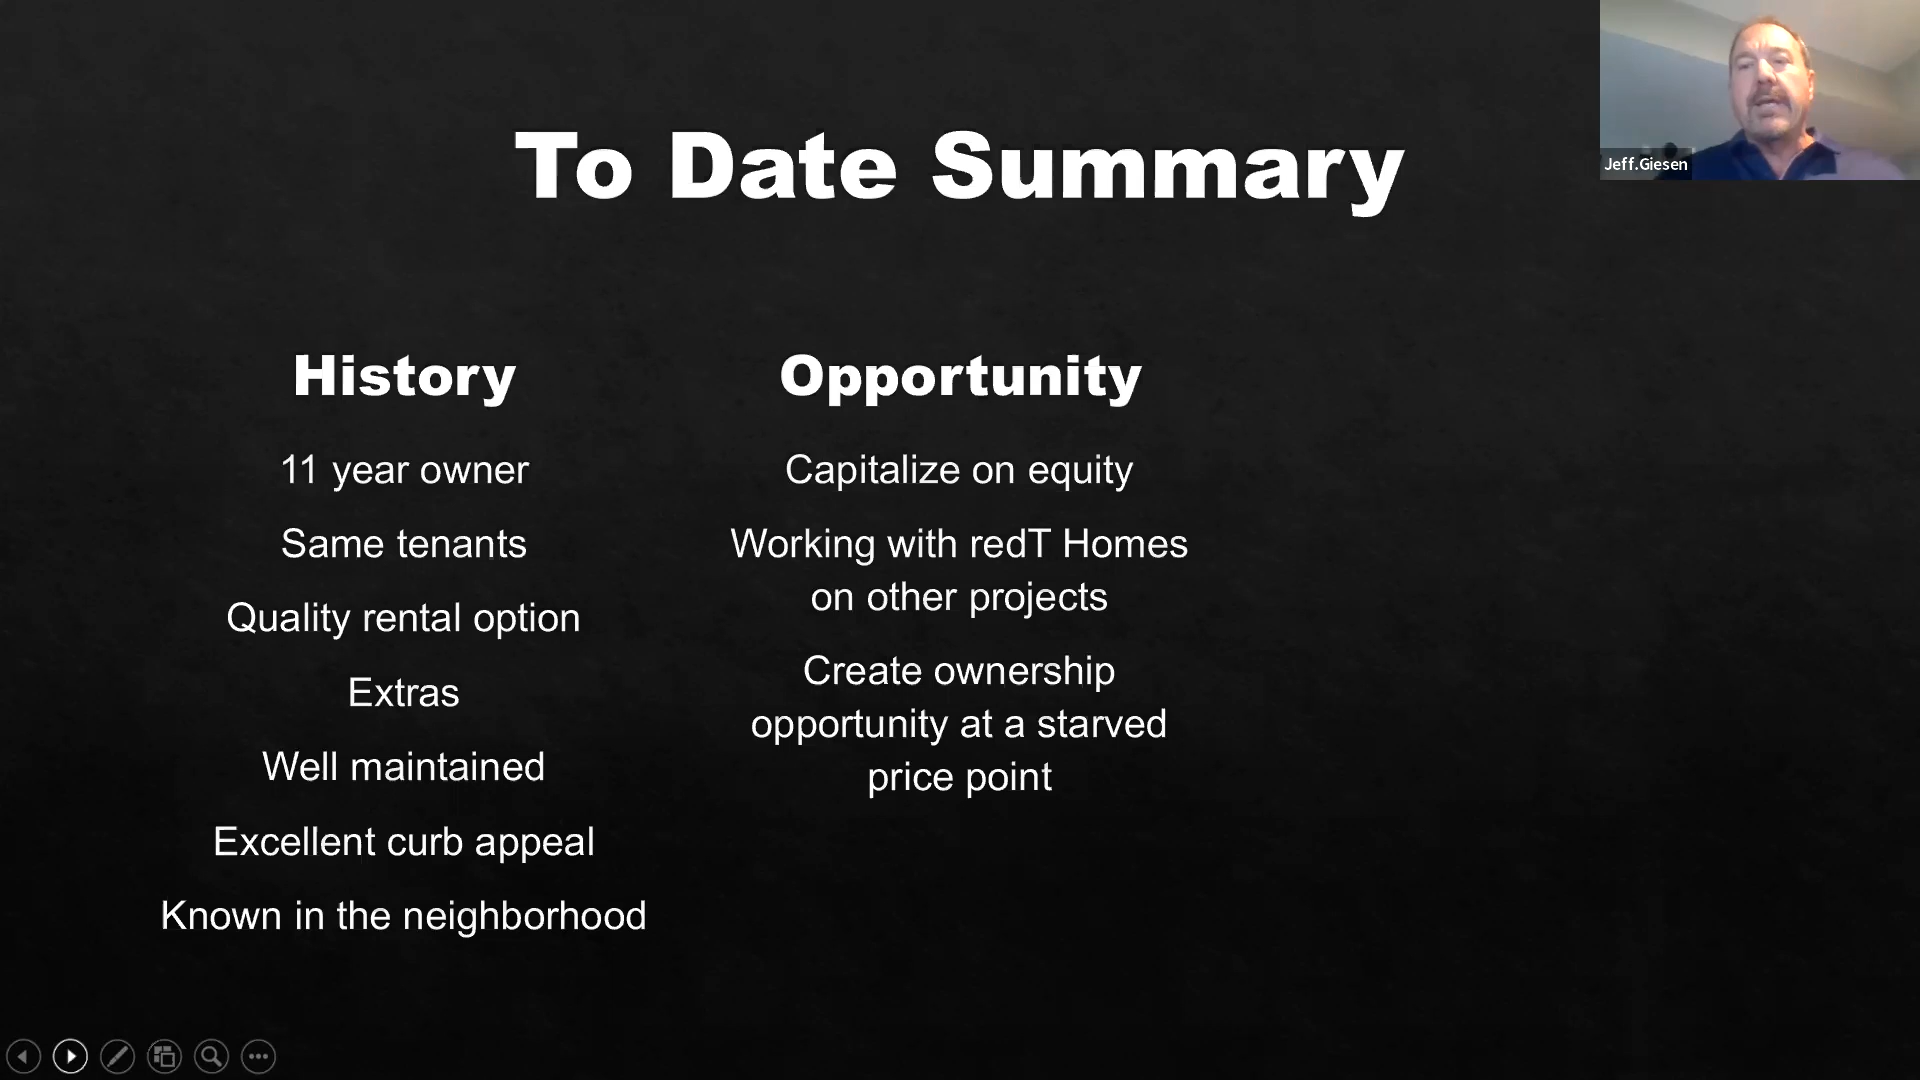 To Date Summary
Jeff.Giesen
History
11 year owner
Same tenants
Quality rental option
Extras
Well maintained
Excellent curb appeal
Known in the neighborhood
Opportunity
Capitalize on equity
Working with redT Homes
on other projects
Create ownership
opportunity at a starved
price point